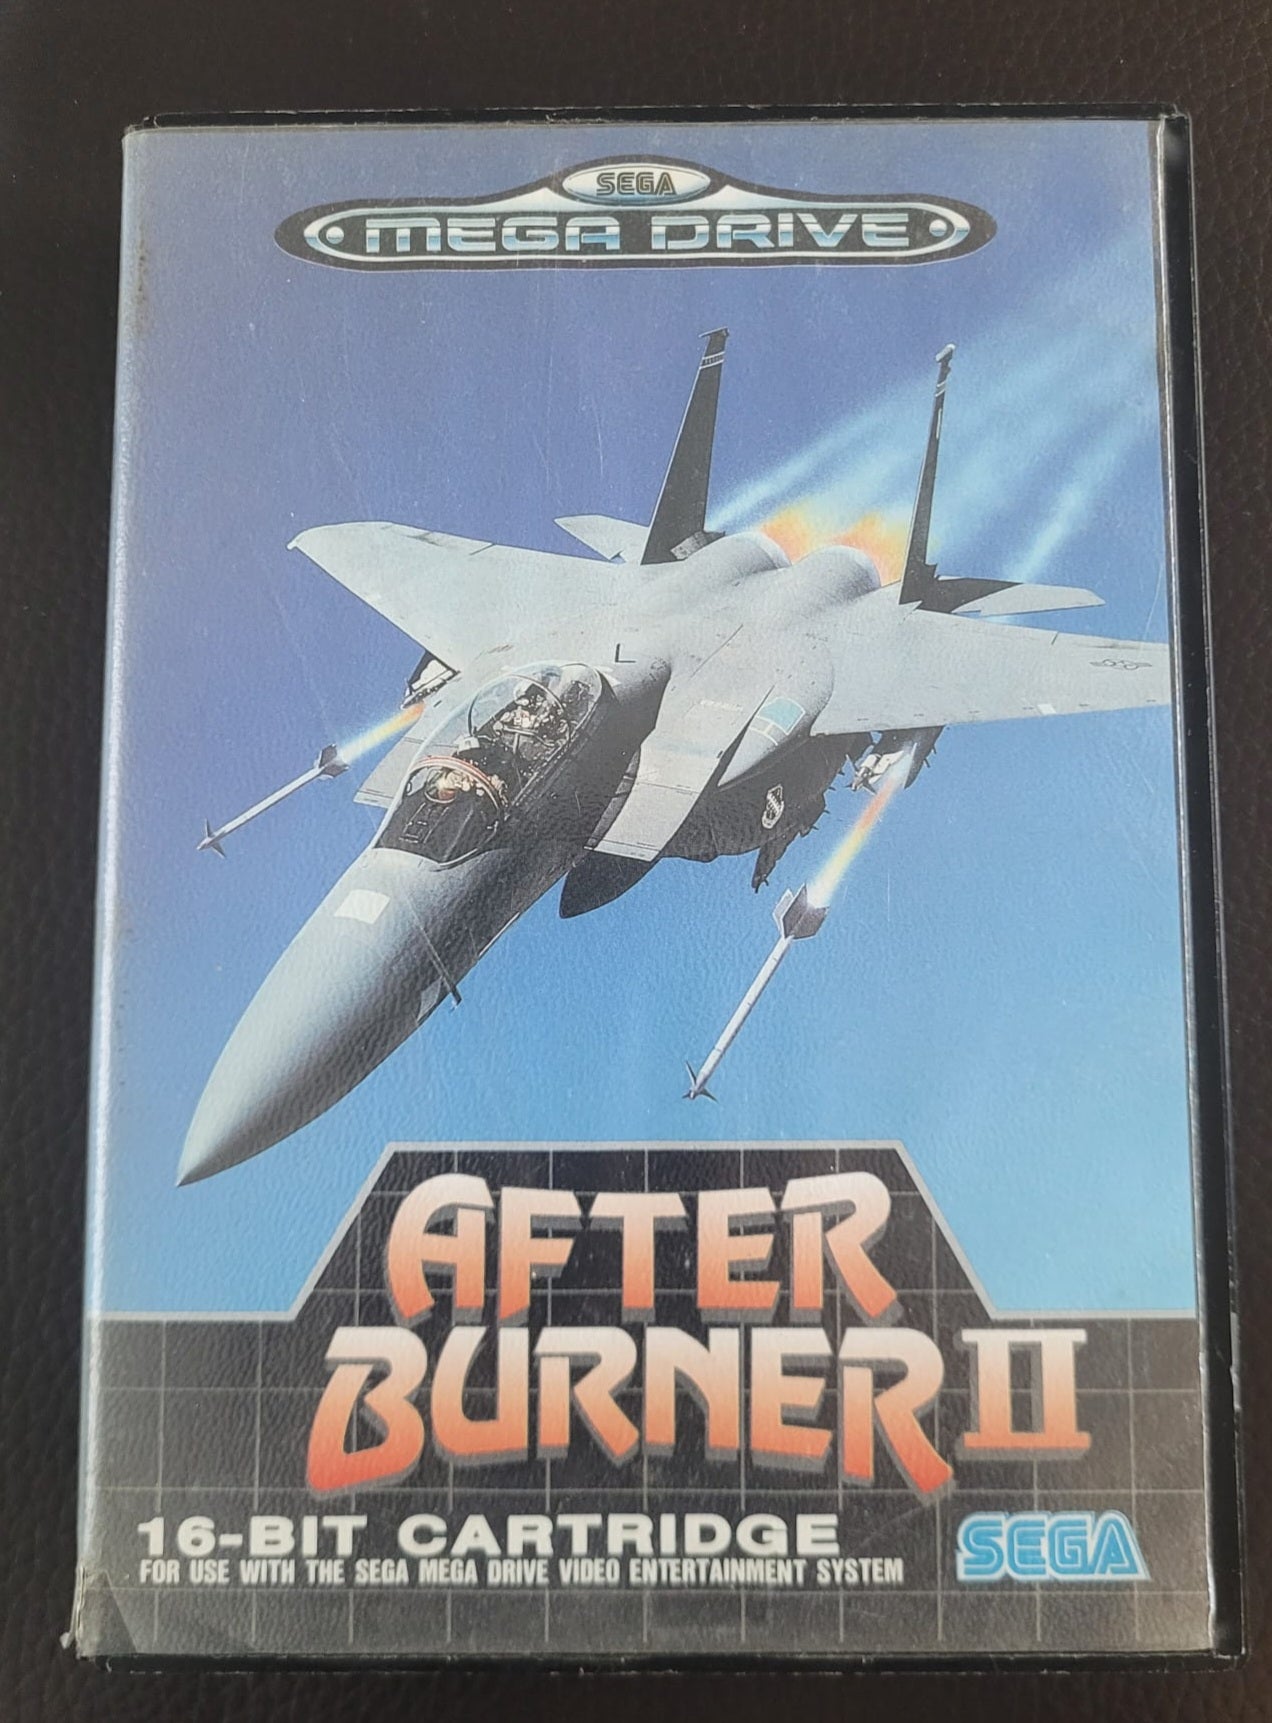 SEGA
MEGA DRIVE
L
AFTER
BURNER II
16-BIT CARTRIDGE
FOR USE WITH THE SEGA MEGA DRIVE VIDEO ENTERTAINMENT SYSTEM
SEGA